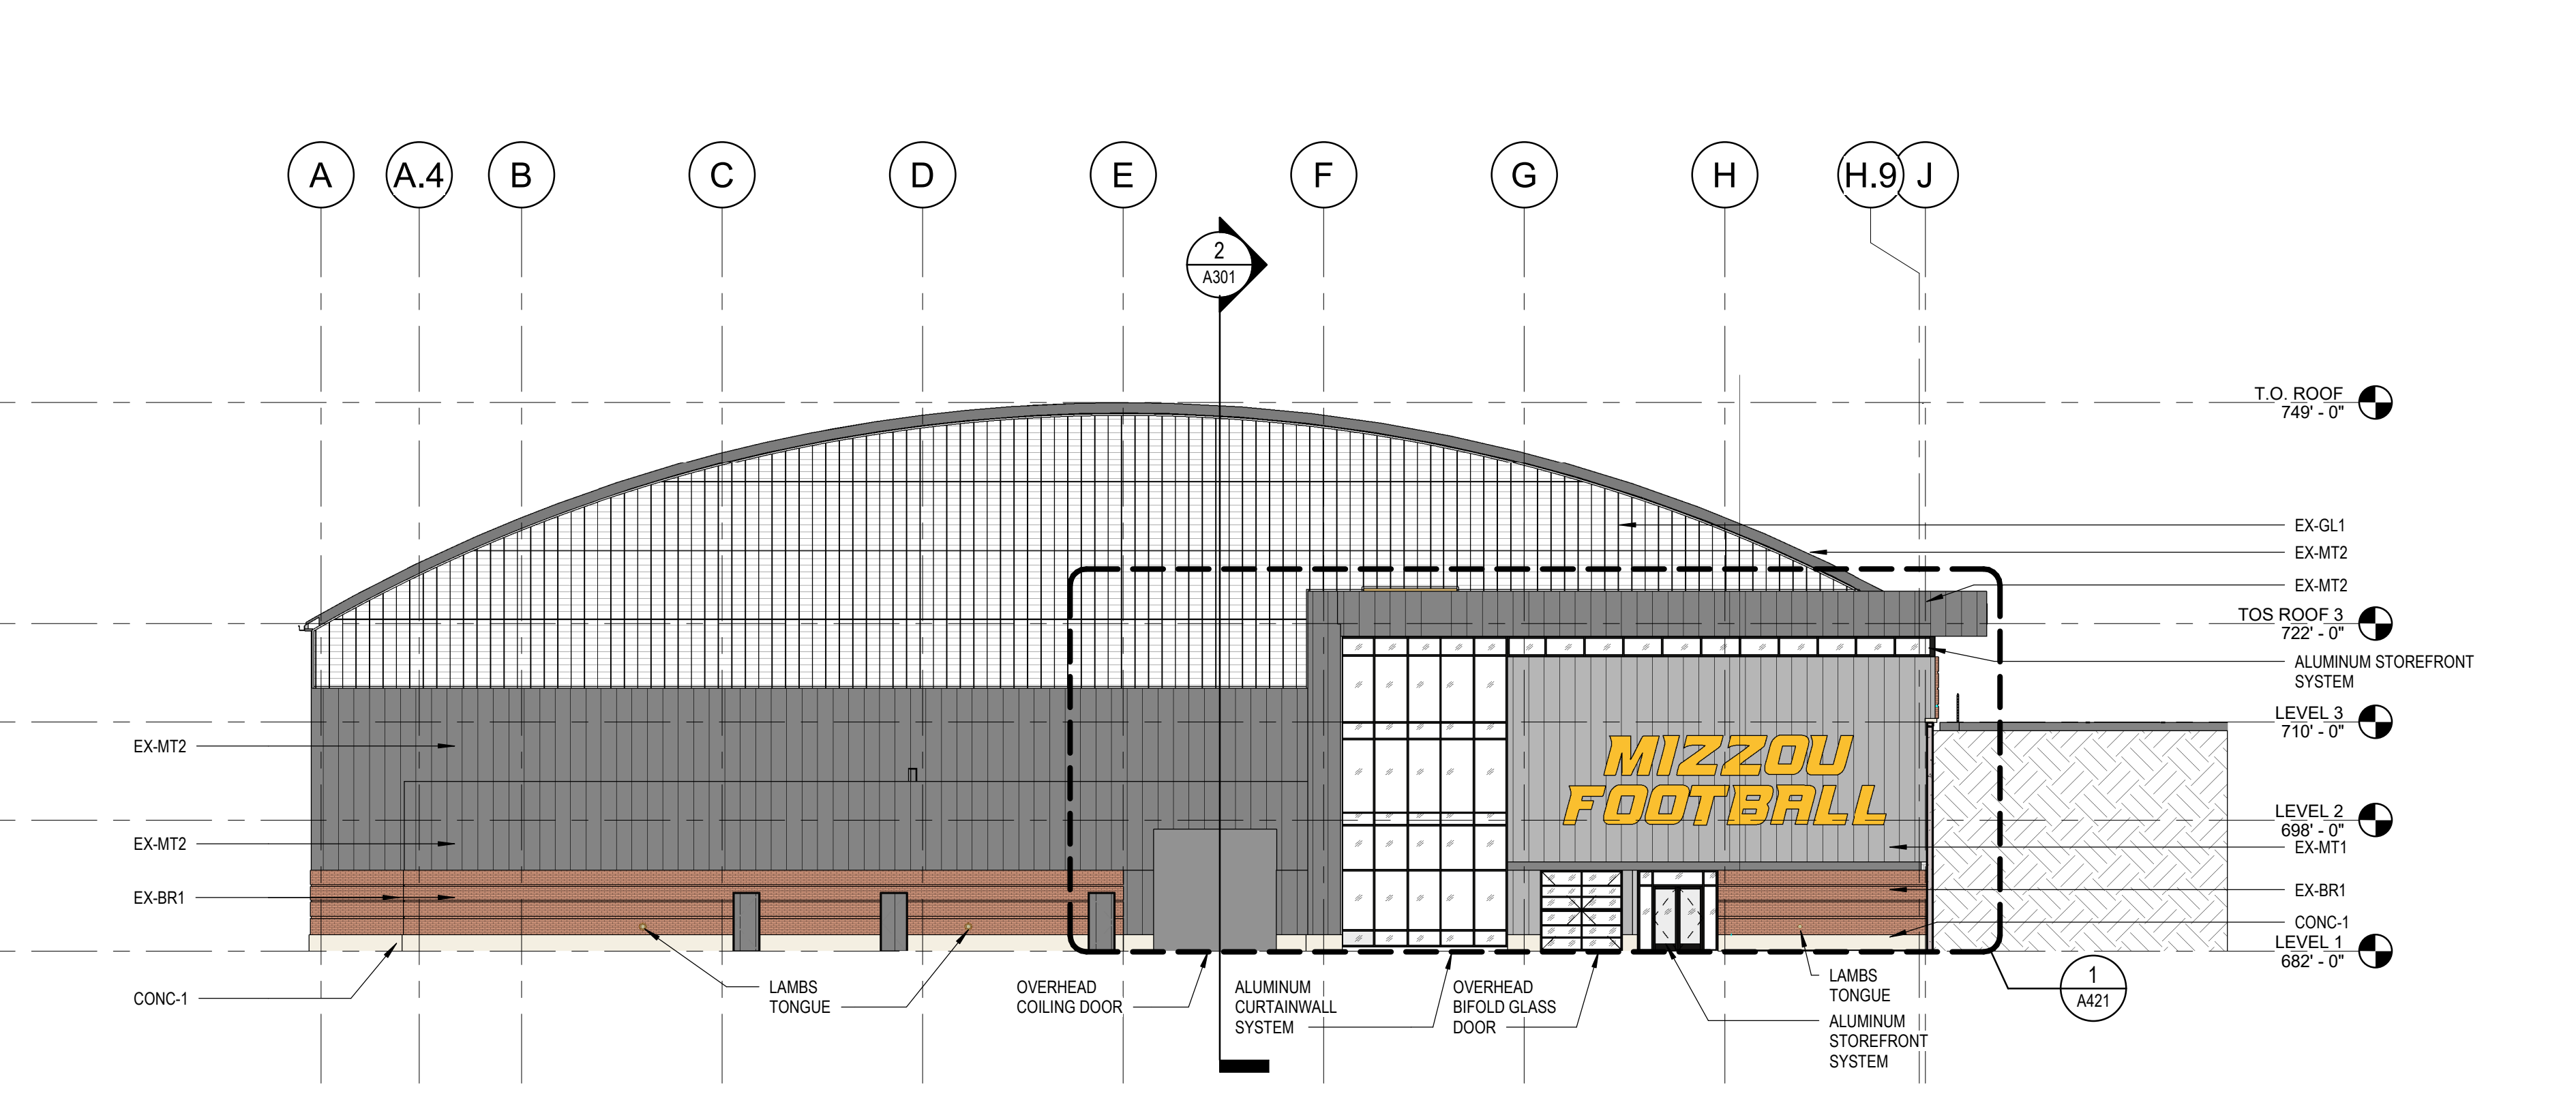 A
A.4
B
C
D
E
F
G
H
H.9
J
2
A301
T.O. ROOF
749' - 0"
EX-GL1
EX-MT2
EX-MT2
TOS ROOF 3
722' - 0"
ALUMINUM STOREFRONT
SYSTEM
LEVEL 3
710' - 0"
EX-MT2
MIZZOU
FOOTBALL
LEVEL 2
698' - 0"
EX-MT2
EX-MT1
EX-BR1
EX-BR1
CONC-1
LEVEL 1
682' - 0"
CONC-1
LAMBS
TONGUE
OVERHEAD
COILING DOOR
ALUMINUM
CURTAINWALL
SYSTEM
OVERHEAD
BIFOLD GLASS
DOOR
LAMBS
TONGUE
ALUMINUM
STOREFRONT
SYSTEM
1
A421